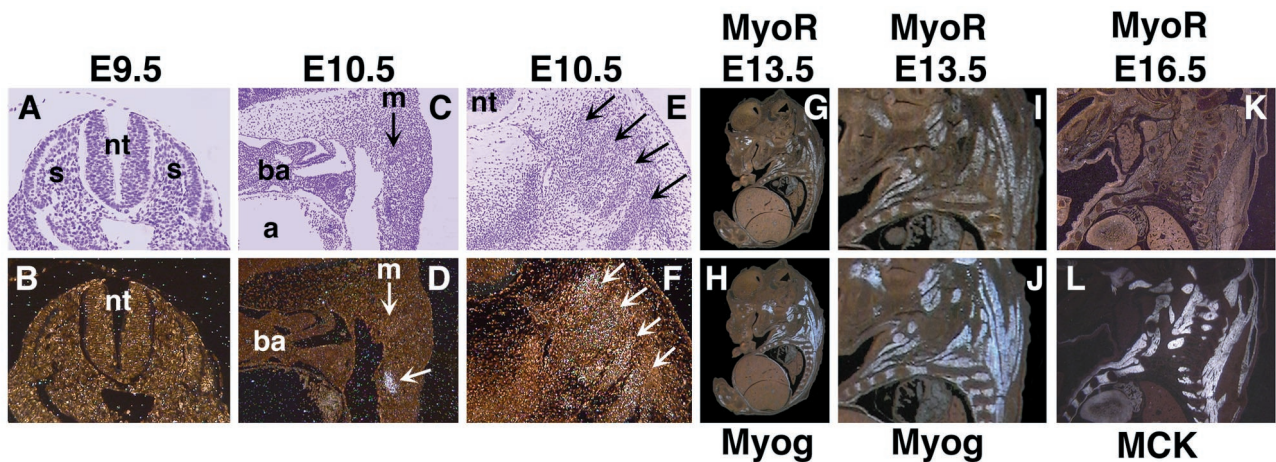 MyoR MyoR MyoR
E9.5 E10.5 E10.5 E13.5 E13.5 E16.5
A nt s s C m ba a E nt G I K
B nt D m ba F H J L
Myog Myog MCK